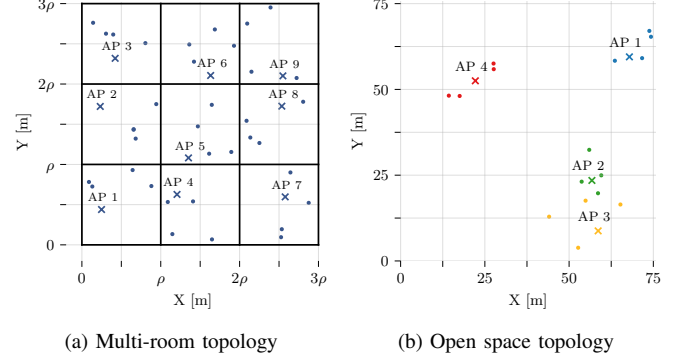 3ρ
2ρ
ρ
0
Y [m]
AP 3
AP 6
AP 9
AP 2
AP 8
AP 5
AP 1
AP 4
AP 7
0
ρ
2ρ
3ρ
X [m]
(a) Multi-room topology
75
50
25
0
Y [m]
AP 1
AP 4
AP 2
AP 3
0
25
50
75
X [m]
(b) Open space topology